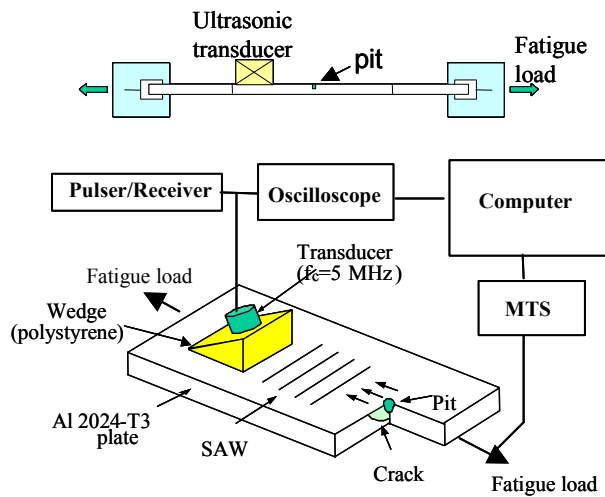 Ultrasonic
transducer
pit
Fatigue
load
Pulser/Receiver
Oscilloscope
Computer
Transducer
(fc=5 MHz)
Fatigue load
Wedge
(polystyrene)
MTS
Pit
Al 2024-T3
plate
SAW
Crack
Fatigue load